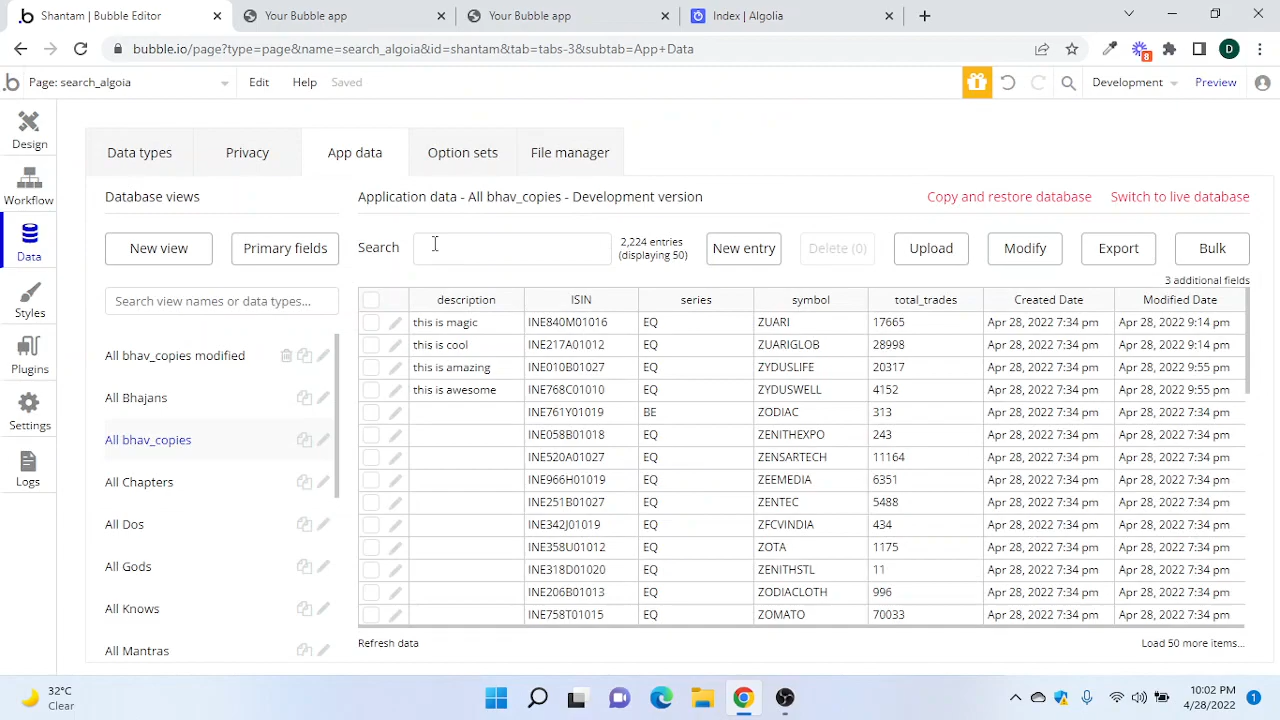 Shantam | Bubble Editor
Your Bubble app
Your Bubble app
Index | Algolia
bubble.io/page?type=page&name=search_algoia&id=shantam&tab=tabs-3&subtab=App+Data
8
D
Page: search_algoia
Edit
Help
Saved
Development
Preview
Design
Workflow
Data
Styles
Plugins
Settings
Logs
Data types
Privacy
App data
Option sets
File manager
Database views
New view
Primary fields
Search view names or data types...
All bhav_copies modified
All Bhajans
All bhav_copies
All Chapters
All Dos
All Gods
All Knows
All Mantras
Application data - All bhav_copies - Development version
Copy and restore database
Switch to live database
Search
2,224 entries
(displaying 50)
New entry
Delete (0)
Upload
Modify
Export
Bulk
3 additional fields
description ISIN series symbol total_trades Created Date Modified Date
this is magic INE840M01016 EQ ZUARI 17665 Apr 28, 2022 7:34 pm Apr 28, 2022 9:14 pm
this is cool INE217A01012 EQ ZUARIGLOB 28998 Apr 28, 2022 7:34 pm Apr 28, 2022 9:14 pm
this is amazing INE010B01027 EQ ZYDUSLIFE 20317 Apr 28, 2022 7:34 pm Apr 28, 2022 9:55 pm
this is awesome INE768C01010 EQ ZYDUSWELL 4152 Apr 28, 2022 7:34 pm Apr 28, 2022 9:55 pm
INE761Y01019 BE ZODIAC 313 Apr 28, 2022 7:34 pm Apr 28, 2022 7:34 pm
INE058B01018 EQ ZENITHEXPO 243 Apr 28, 2022 7:34 pm Apr 28, 2022 7:34 pm
INE520A01027 EQ ZENSARTECH 11164 Apr 28, 2022 7:34 pm Apr 28, 2022 7:34 pm
INE966H01019 EQ ZEEMEDIA 6351 Apr 28, 2022 7:34 pm Apr 28, 2022 7:34 pm
INE251B01027 EQ ZENTEC 5488 Apr 28, 2022 7:34 pm Apr 28, 2022 7:34 pm
INE342J01019 EQ ZFCVINDIA 434 Apr 28, 2022 7:34 pm Apr 28, 2022 7:34 pm
INE358U01012 EQ ZOTA 1175 Apr 28, 2022 7:34 pm Apr 28, 2022 7:34 pm
INE318D01020 EQ ZENITHSTL 11 Apr 28, 2022 7:34 pm Apr 28, 2022 7:34 pm
INE206B01013 EQ ZODIACLOTH 996 Apr 28, 2022 7:34 pm Apr 28, 2022 7:34 pm
INE758T01015 EQ ZOMATO 70033 Apr 28, 2022 7:34 pm Apr 28, 2022 7:34 pm
Refresh data
Load 50 more items...
32°C
Clear
10:02 PM
4/28/2022
1